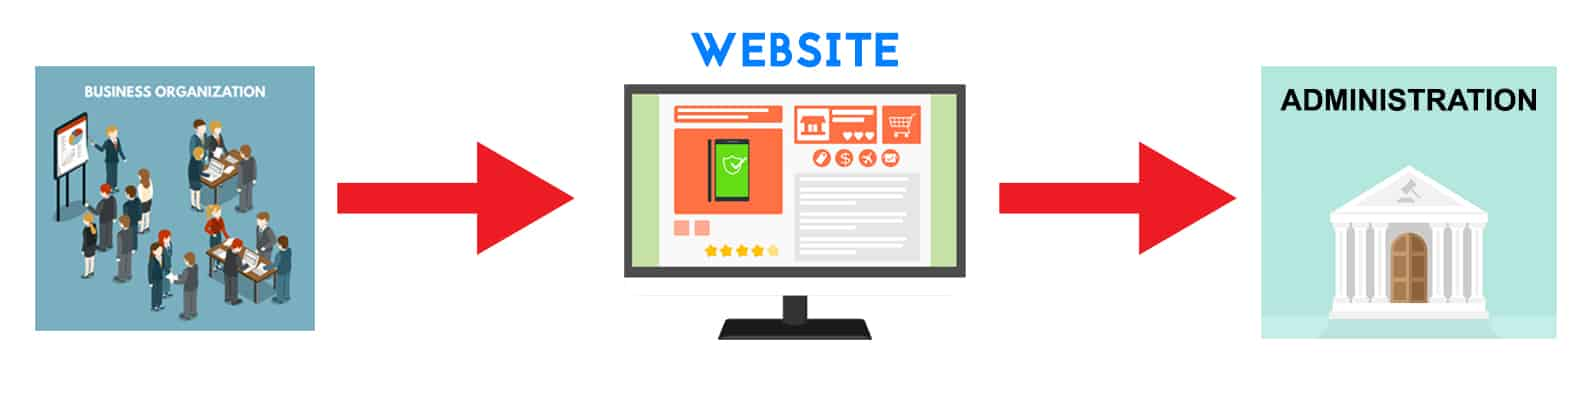 WEBSITE
BUSINESS ORGANIZATION
ADMINISTRATION